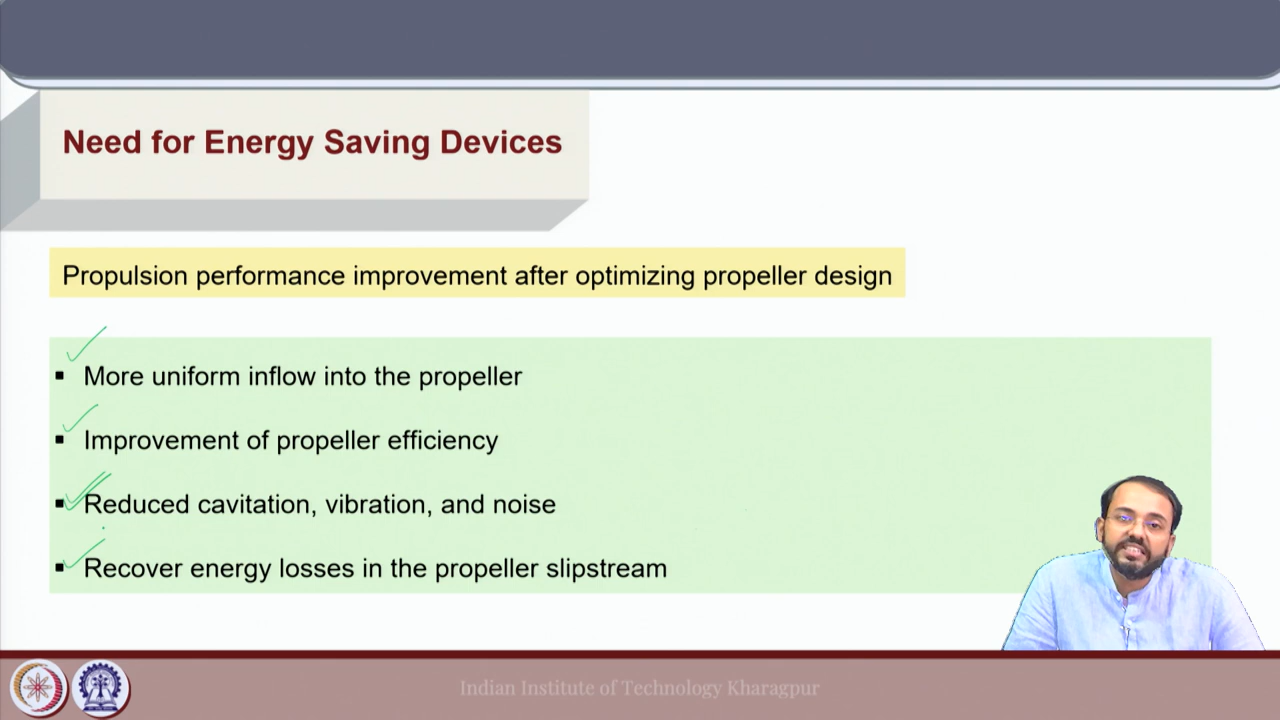 Need for Energy Saving Devices
Propulsion performance improvement after optimizing propeller design
▪ More uniform inflow into the propeller
▪ Improvement of propeller efficiency
▪ Reduced cavitation, vibration, and noise
▪ Recover energy losses in the propeller slipstream
Indian Institute of Technology Kharagpur